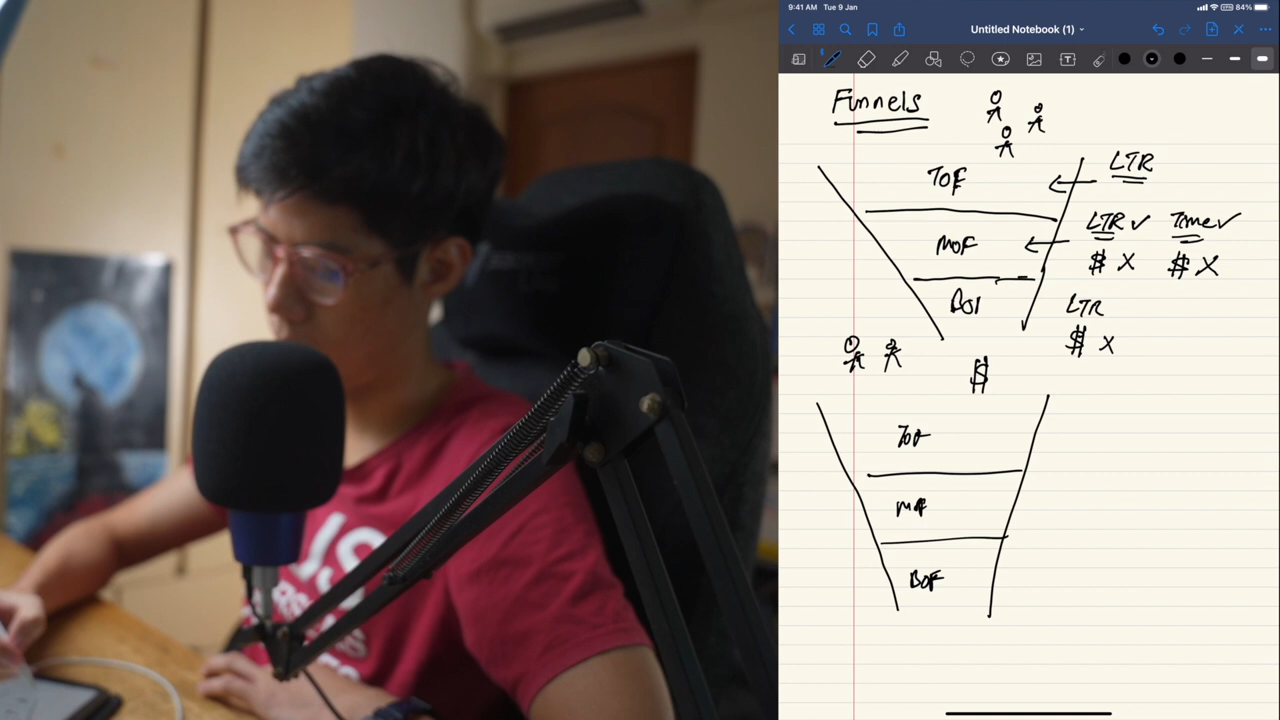 9:41 AM Tue 9 Jan
84%
Untitled Notebook (1)
Funnels
TOF
LTR
MOF
LTR ✓ Time ✓
$ X $ X
BOF
LTR
$ X
$
TOF
MOF
BOF
US